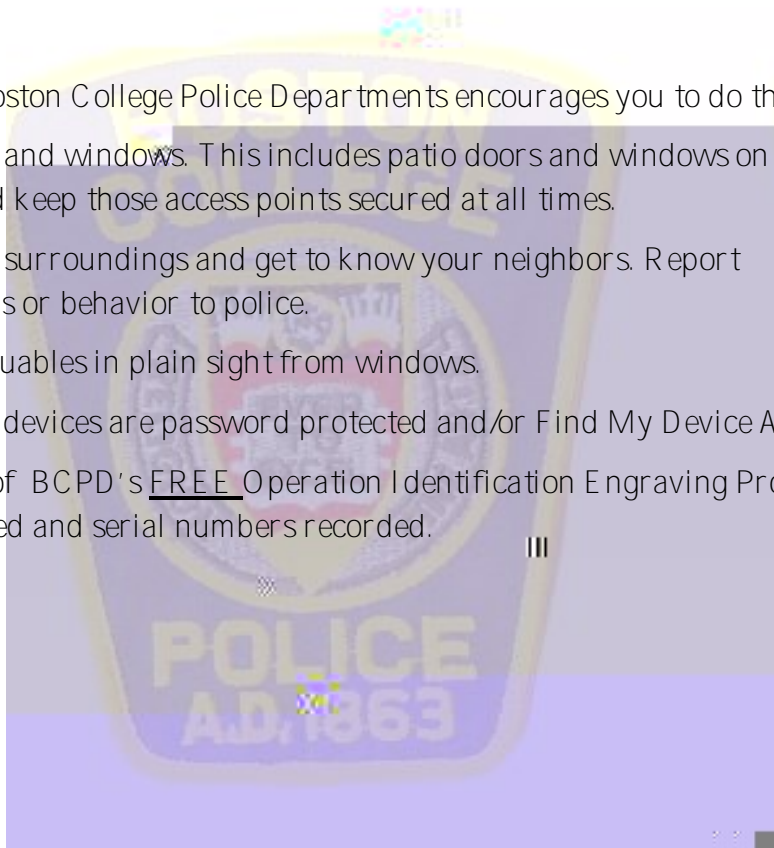 oston College Police Departments encourages you to do th
and windows. This includes patio doors and windows on
d keep those access points secured at all times.
surroundings and get to know your neighbors. Report
s or behavior to police.
uables in plain sight from windows.
devices are password protected and/or Find My Device A
of BCPD's FREE Operation Identification Engraving Pro
ed and serial numbers recorded.
BOSTON
COLLEGE
POLICE
A.D. 1863